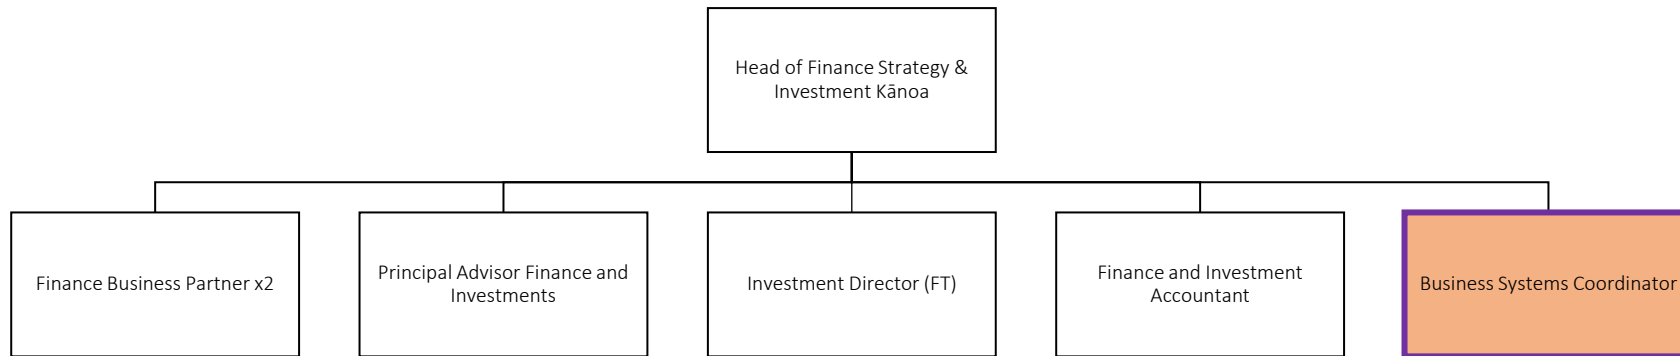 Head of Finance Strategy &
Investment Kānoa
Finance Business Partner x2
Principal Advisor Finance and
Investments
Investment Director (FT)
Finance and Investment
Accountant
Business Systems Coordinator